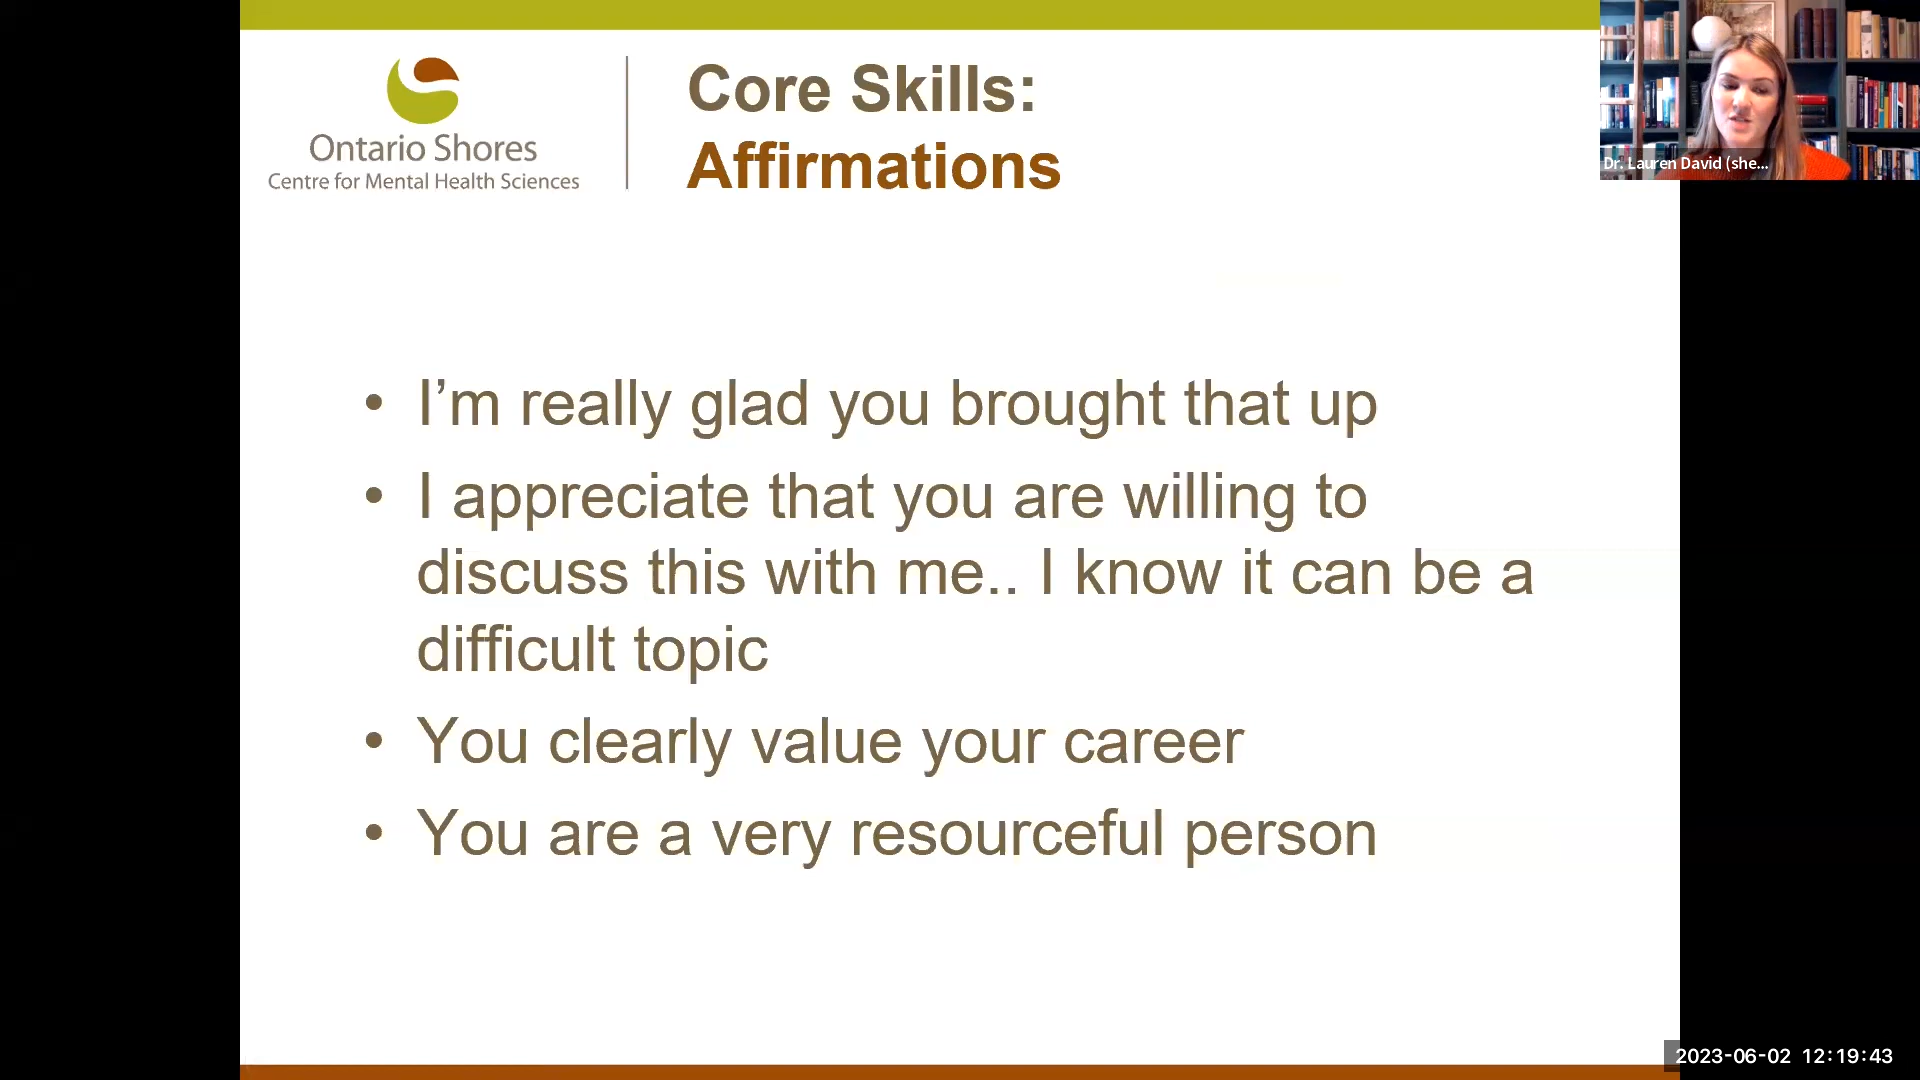 Core Skills:
Affirmations
Ontario Shores
Centre for Mental Health Sciences
Dr. Lauren David (she...
• I’m really glad you brought that up
• I appreciate that you are willing to
discuss this with me.. I know it can be a
difficult topic
• You clearly value your career
• You are a very resourceful person
2023-06-02 12:19:43